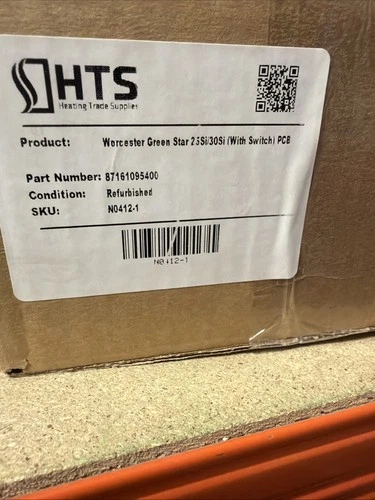 HTS
Heating Trade Supplies
Product: Worcester Green Star 25Si/30Si (With Switch) PCB
Part Number: 87161095400
Condition: Refurbished
SKU: N0412-1
N0412-1